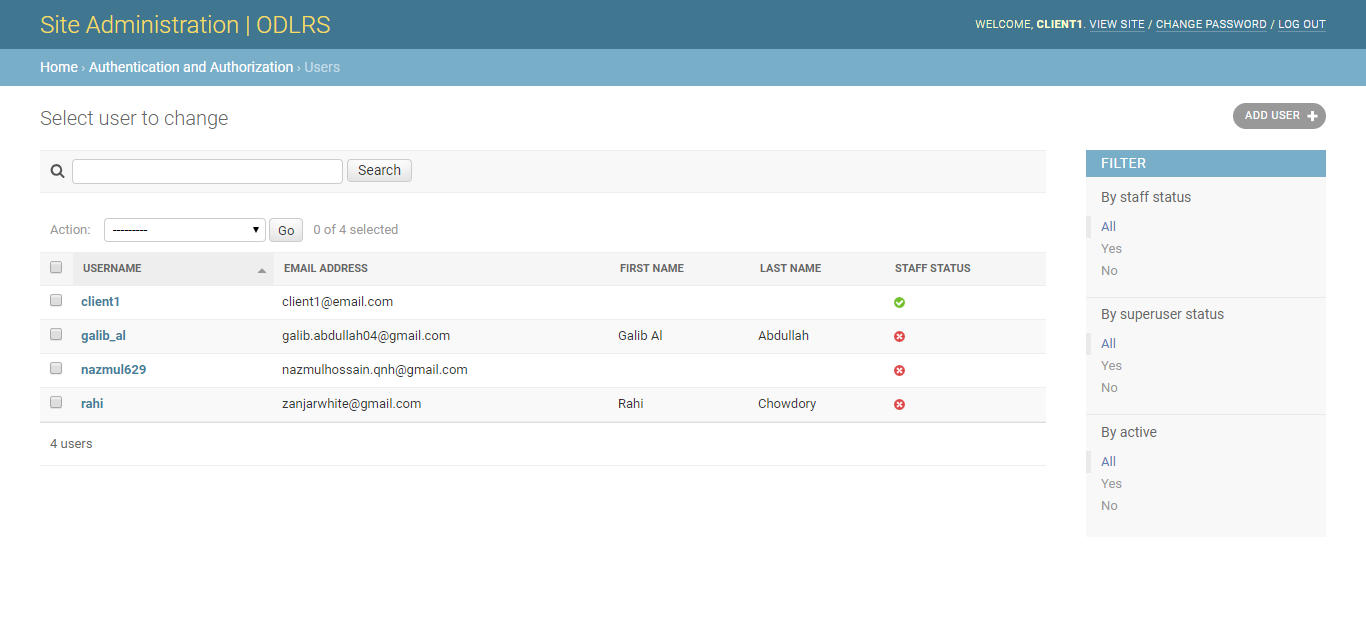 Site Administration | ODLRS
WELCOME, CLIENT1. VIEW SITE / CHANGE PASSWORD / LOG OUT
Home › Authentication and Authorization › Users
Select user to change
ADD USER +
Search
Action: --------- Go 0 of 4 selected
USERNAME EMAIL ADDRESS FIRST NAME LAST NAME STAFF STATUS
client1 client1@email.com
galib_al galib.abdullah04@gmail.com Galib Al Abdullah
nazmul629 nazmulhossain.qnh@gmail.com
rahi zanjarwhite@gmail.com Rahi Chowdory
4 users
FILTER
By staff status
All
Yes
No
By superuser status
All
Yes
No
By active
All
Yes
No